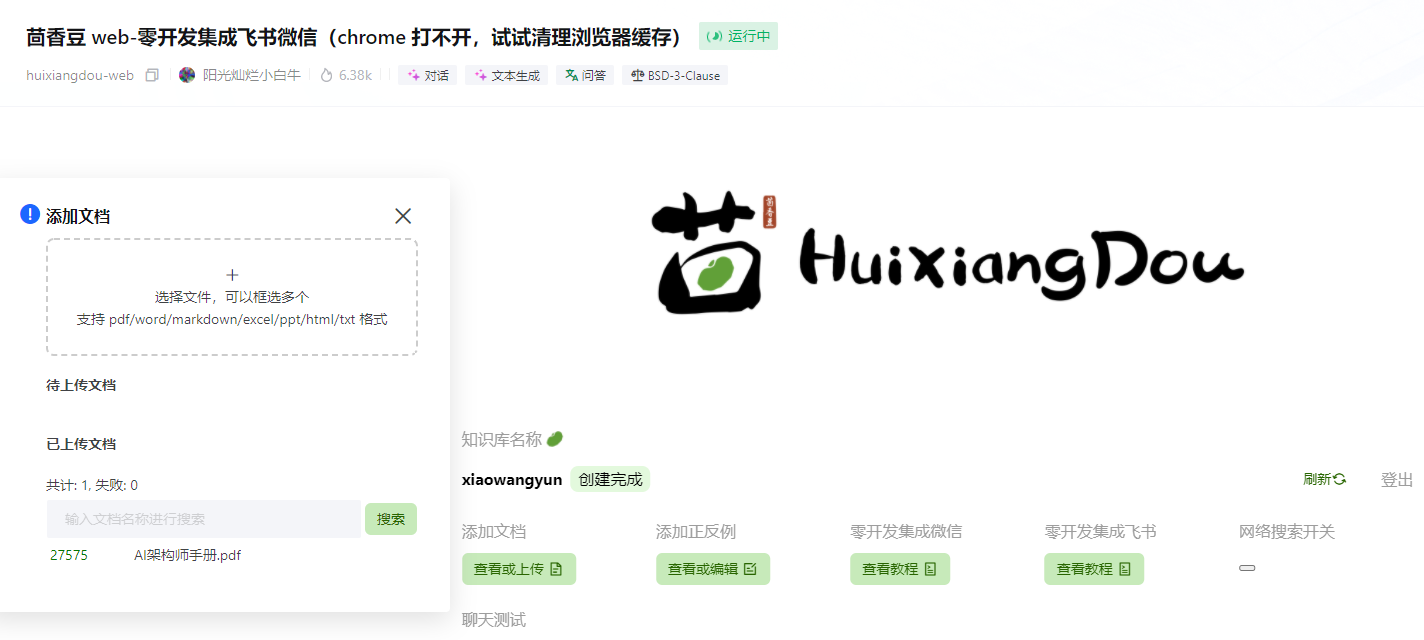 茴香豆 web-零开发集成飞书微信（chrome 打不开，试试清理浏览器缓存） 运行中
huixiangdou-web 阳光灿烂小白牛 6.38k 对话 文本生成 问答 BSD-3-Clause
添加文档
选择文件，可以框选多个
支持 pdf/word/markdown/excel/ppt/html/txt 格式
待上传文档
已上传文档
共计: 1, 失败: 0
输入文档名称进行搜索 搜索
27575 AI架构师手册.pdf
茴 茴香豆 HuixiangDou
知识库名称
xiaowangyun 创建完成 刷新 登出
添加文档 添加正反例 零开发集成微信 零开发集成飞书 网络搜索开关
查看或上传 查看或编辑 查看教程 查看教程
聊天测试